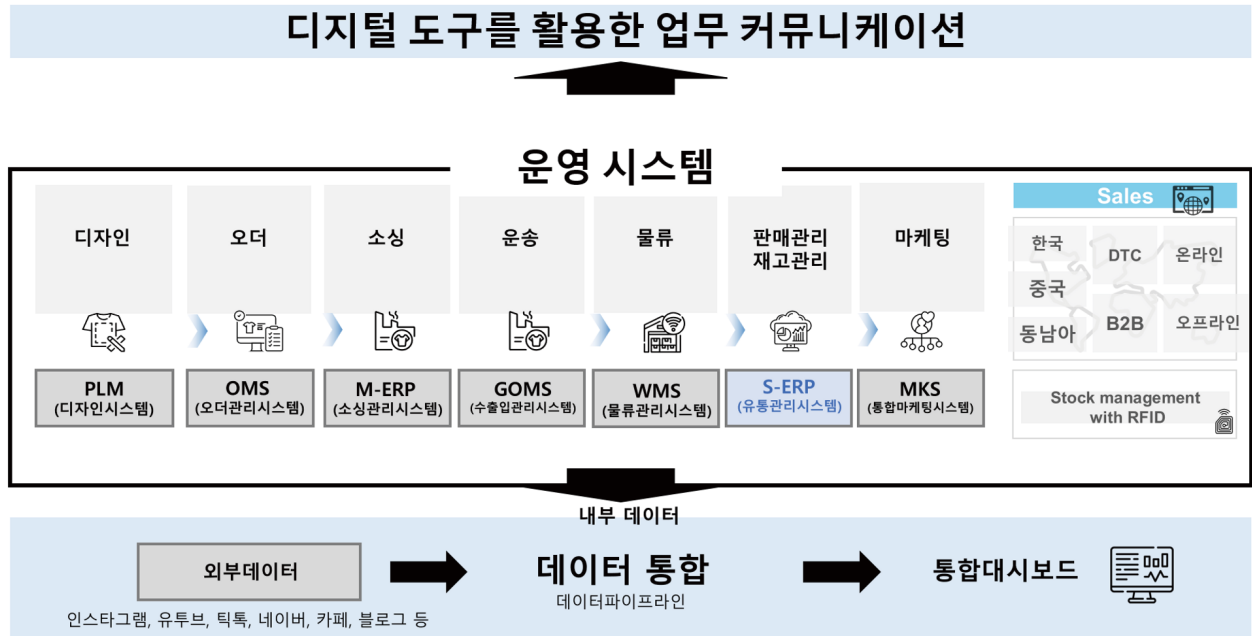 디지털 도구를 활용한 업무 커뮤니케이션
운영 시스템
디자인
오더
소싱
운송
물류
판매관리
재고관리
마케팅
PLM
(디자인시스템)
OMS
(오더관리시스템)
M-ERP
(소싱관리시스템)
GOMS
(수출입관리시스템)
WMS
(물류관리시스템)
S-ERP
(유통관리시스템)
MKS
(통합마케팅시스템)
Sales
한국
중국
동남아
DTC
B2B
온라인
오프라인
Stock management
with RFID
내부 데이터
외부데이터
인스타그램, 유투브, 틱톡, 네이버, 카페, 블로그 등
데이터 통합
데이터파이프라인
통합대시보드